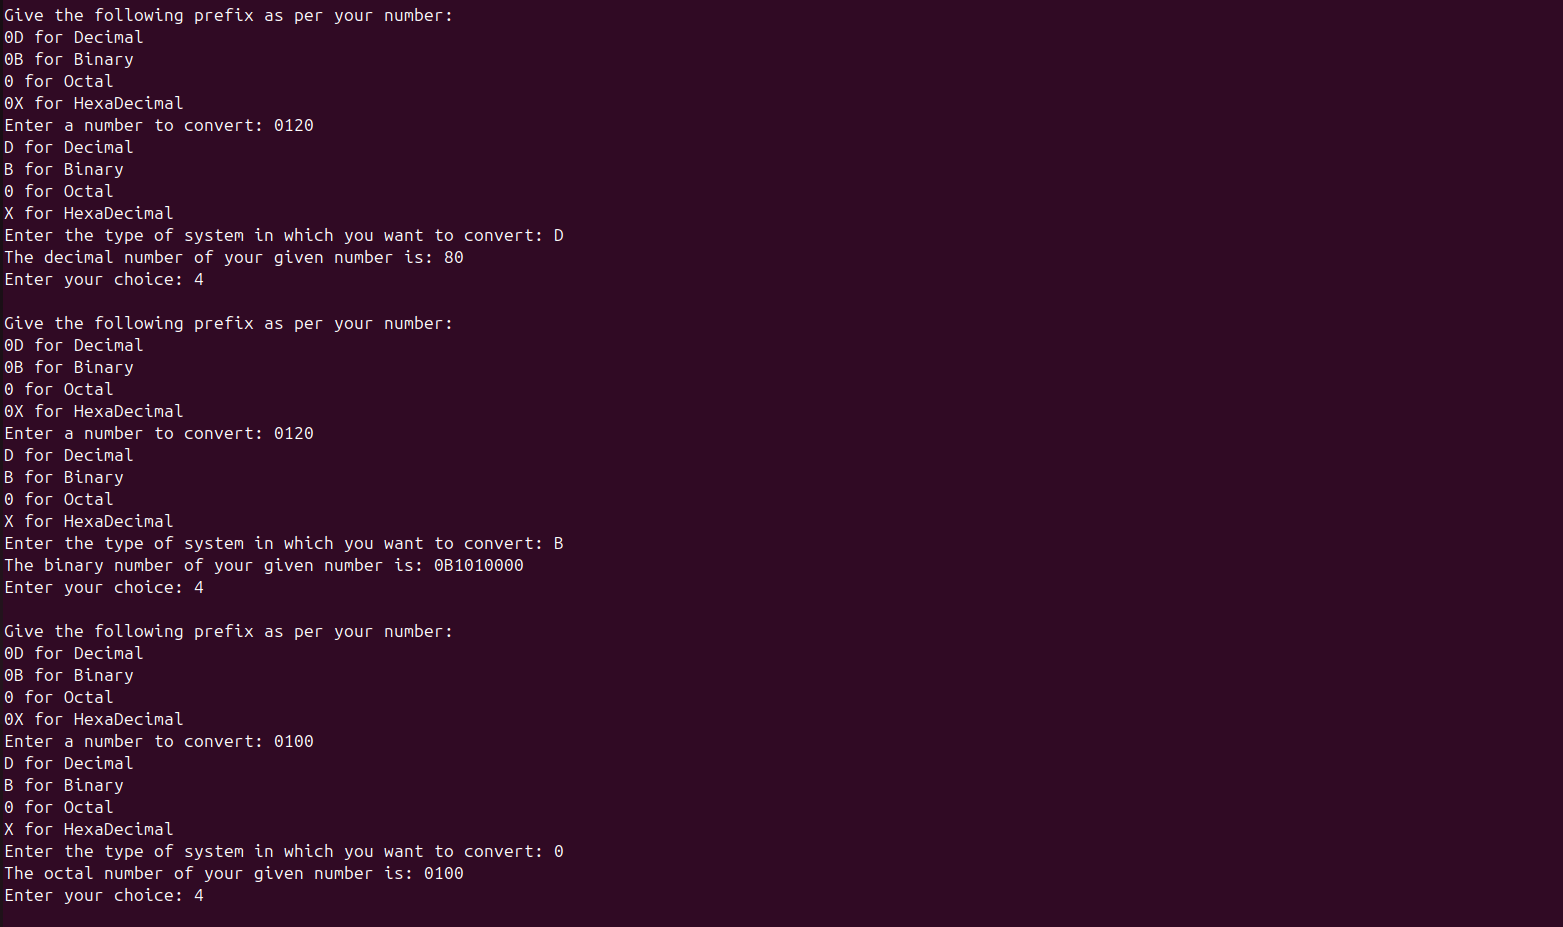 Give the following prefix as per your number:
0D for Decimal
0B for Binary
0 for Octal
0X for HexaDecimal
Enter a number to convert: 0120
D for Decimal
B for Binary
0 for Octal
X for HexaDecimal
Enter the type of system in which you want to convert: D
The decimal number of your given number is: 80
Enter your choice: 4

Give the following prefix as per your number:
0D for Decimal
0B for Binary
0 for Octal
0X for HexaDecimal
Enter a number to convert: 0120
D for Decimal
B for Binary
0 for Octal
X for HexaDecimal
Enter the type of system in which you want to convert: B
The binary number of your given number is: 0B1010000
Enter your choice: 4

Give the following prefix as per your number:
0D for Decimal
0B for Binary
0 for Octal
0X for HexaDecimal
Enter a number to convert: 0100
D for Decimal
B for Binary
0 for Octal
X for HexaDecimal
Enter the type of system in which you want to convert: 0
The octal number of your given number is: 0100
Enter your choice: 4